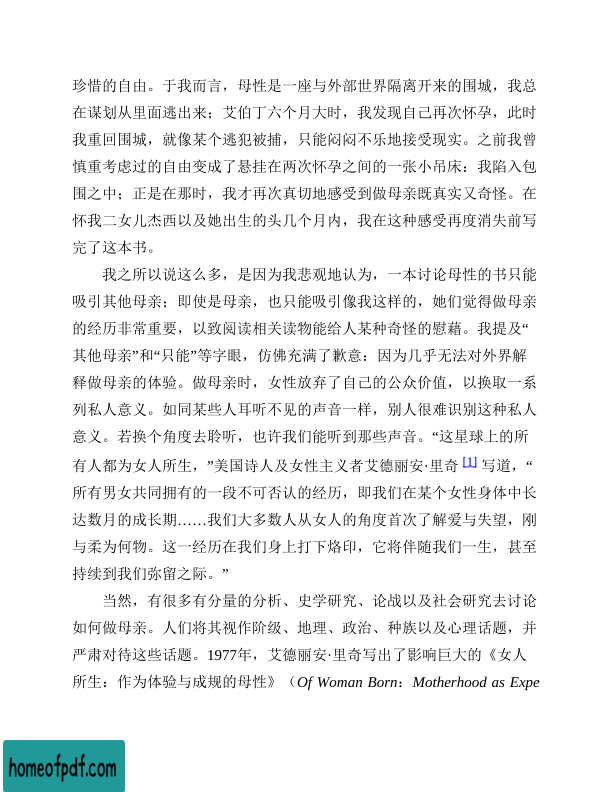 珍惜的自由。于我而言，母性是一座与外部世界隔离开来的围城，我总
在谋划从里面逃出来；艾伯丁六个月大时，我发现自己再次怀孕，此时
我重回围城，就像某个逃犯被捕，只能闷闷不乐地接受现实。之前我曾
慎重考虑过的自由变成了悬挂在两次怀孕之间的一张小吊床：我陷入包
围之中；正是在那时，我才再次真切地感受到做母亲既真实又奇怪。在
怀我二女儿杰西以及她出生的头几个月内，我在这种感受再度消失前写
完了这本书。
我之所以说这么多，是因为我悲观地认为，一本讨论母性的书只能
吸引其他母亲；即使是母亲，也只能吸引像我这样的，她们觉得做母亲
的经历非常重要，以致阅读相关读物能给人某种奇怪的慰藉。我提及“
其他母亲”和“只能”等字眼，仿佛充满了歉意：因为几乎无法对外界解
释做母亲的体验。做母亲时，女性放弃了自己的公众价值，以换取一系
列私人意义。如同某些人耳听不见的声音一样，别人很难识别这种私人
意义。若换个角度去聆听，也许我们能听到那些声音。“这星球上的所
有人都为女人所生，”美国诗人及女性主义者艾德丽安·里奇 [1] 写道，“
所有男女共同拥有的一段不可否认的经历，即我们在某个女性身体中长
达数月的成长期……我们大多数人从女人的角度首次了解爱与失望，刚
与柔为何物。这一经历在我们身上打下烙印，它将伴随我们一生，甚至
持续到我们弥留之际。”
当然，有很多有分量的分析、史学研究、论战以及社会研究去讨论
如何做母亲。人们将其视作阶级、地理、政治、种族以及心理话题，并
严肃对待这些话题。1977年，艾德丽安·里奇写出了影响巨大的《女人
所生：作为体验与成规的母性》（Of Woman Born：Motherhood as Expe
homeofpdf.com